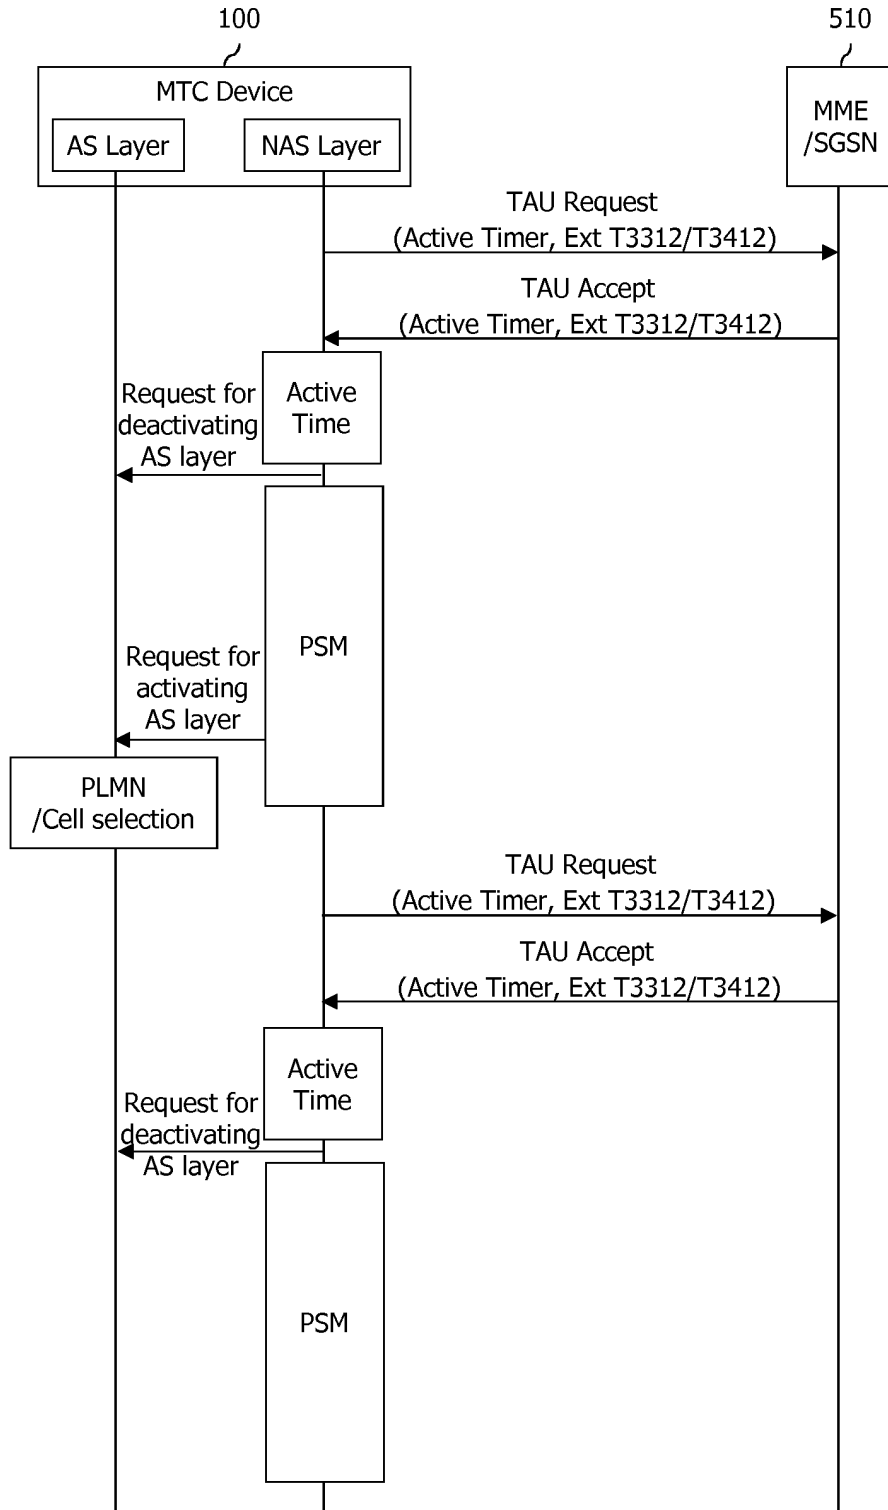 100
510
MTC Device
AS Layer
NAS Layer
MME
/SGSN
TAU Request
(Active Timer, Ext T3312/T3412)
TAU Accept
(Active Timer, Ext T3312/T3412)
Active
Time
Request for
deactivating
AS layer
PSM
Request for
activating
AS layer
PLMN
/Cell selection
TAU Request
(Active Timer, Ext T3312/T3412)
TAU Accept
(Active Timer, Ext T3312/T3412)
Active
Time
Request for
deactivating
AS layer
PSM